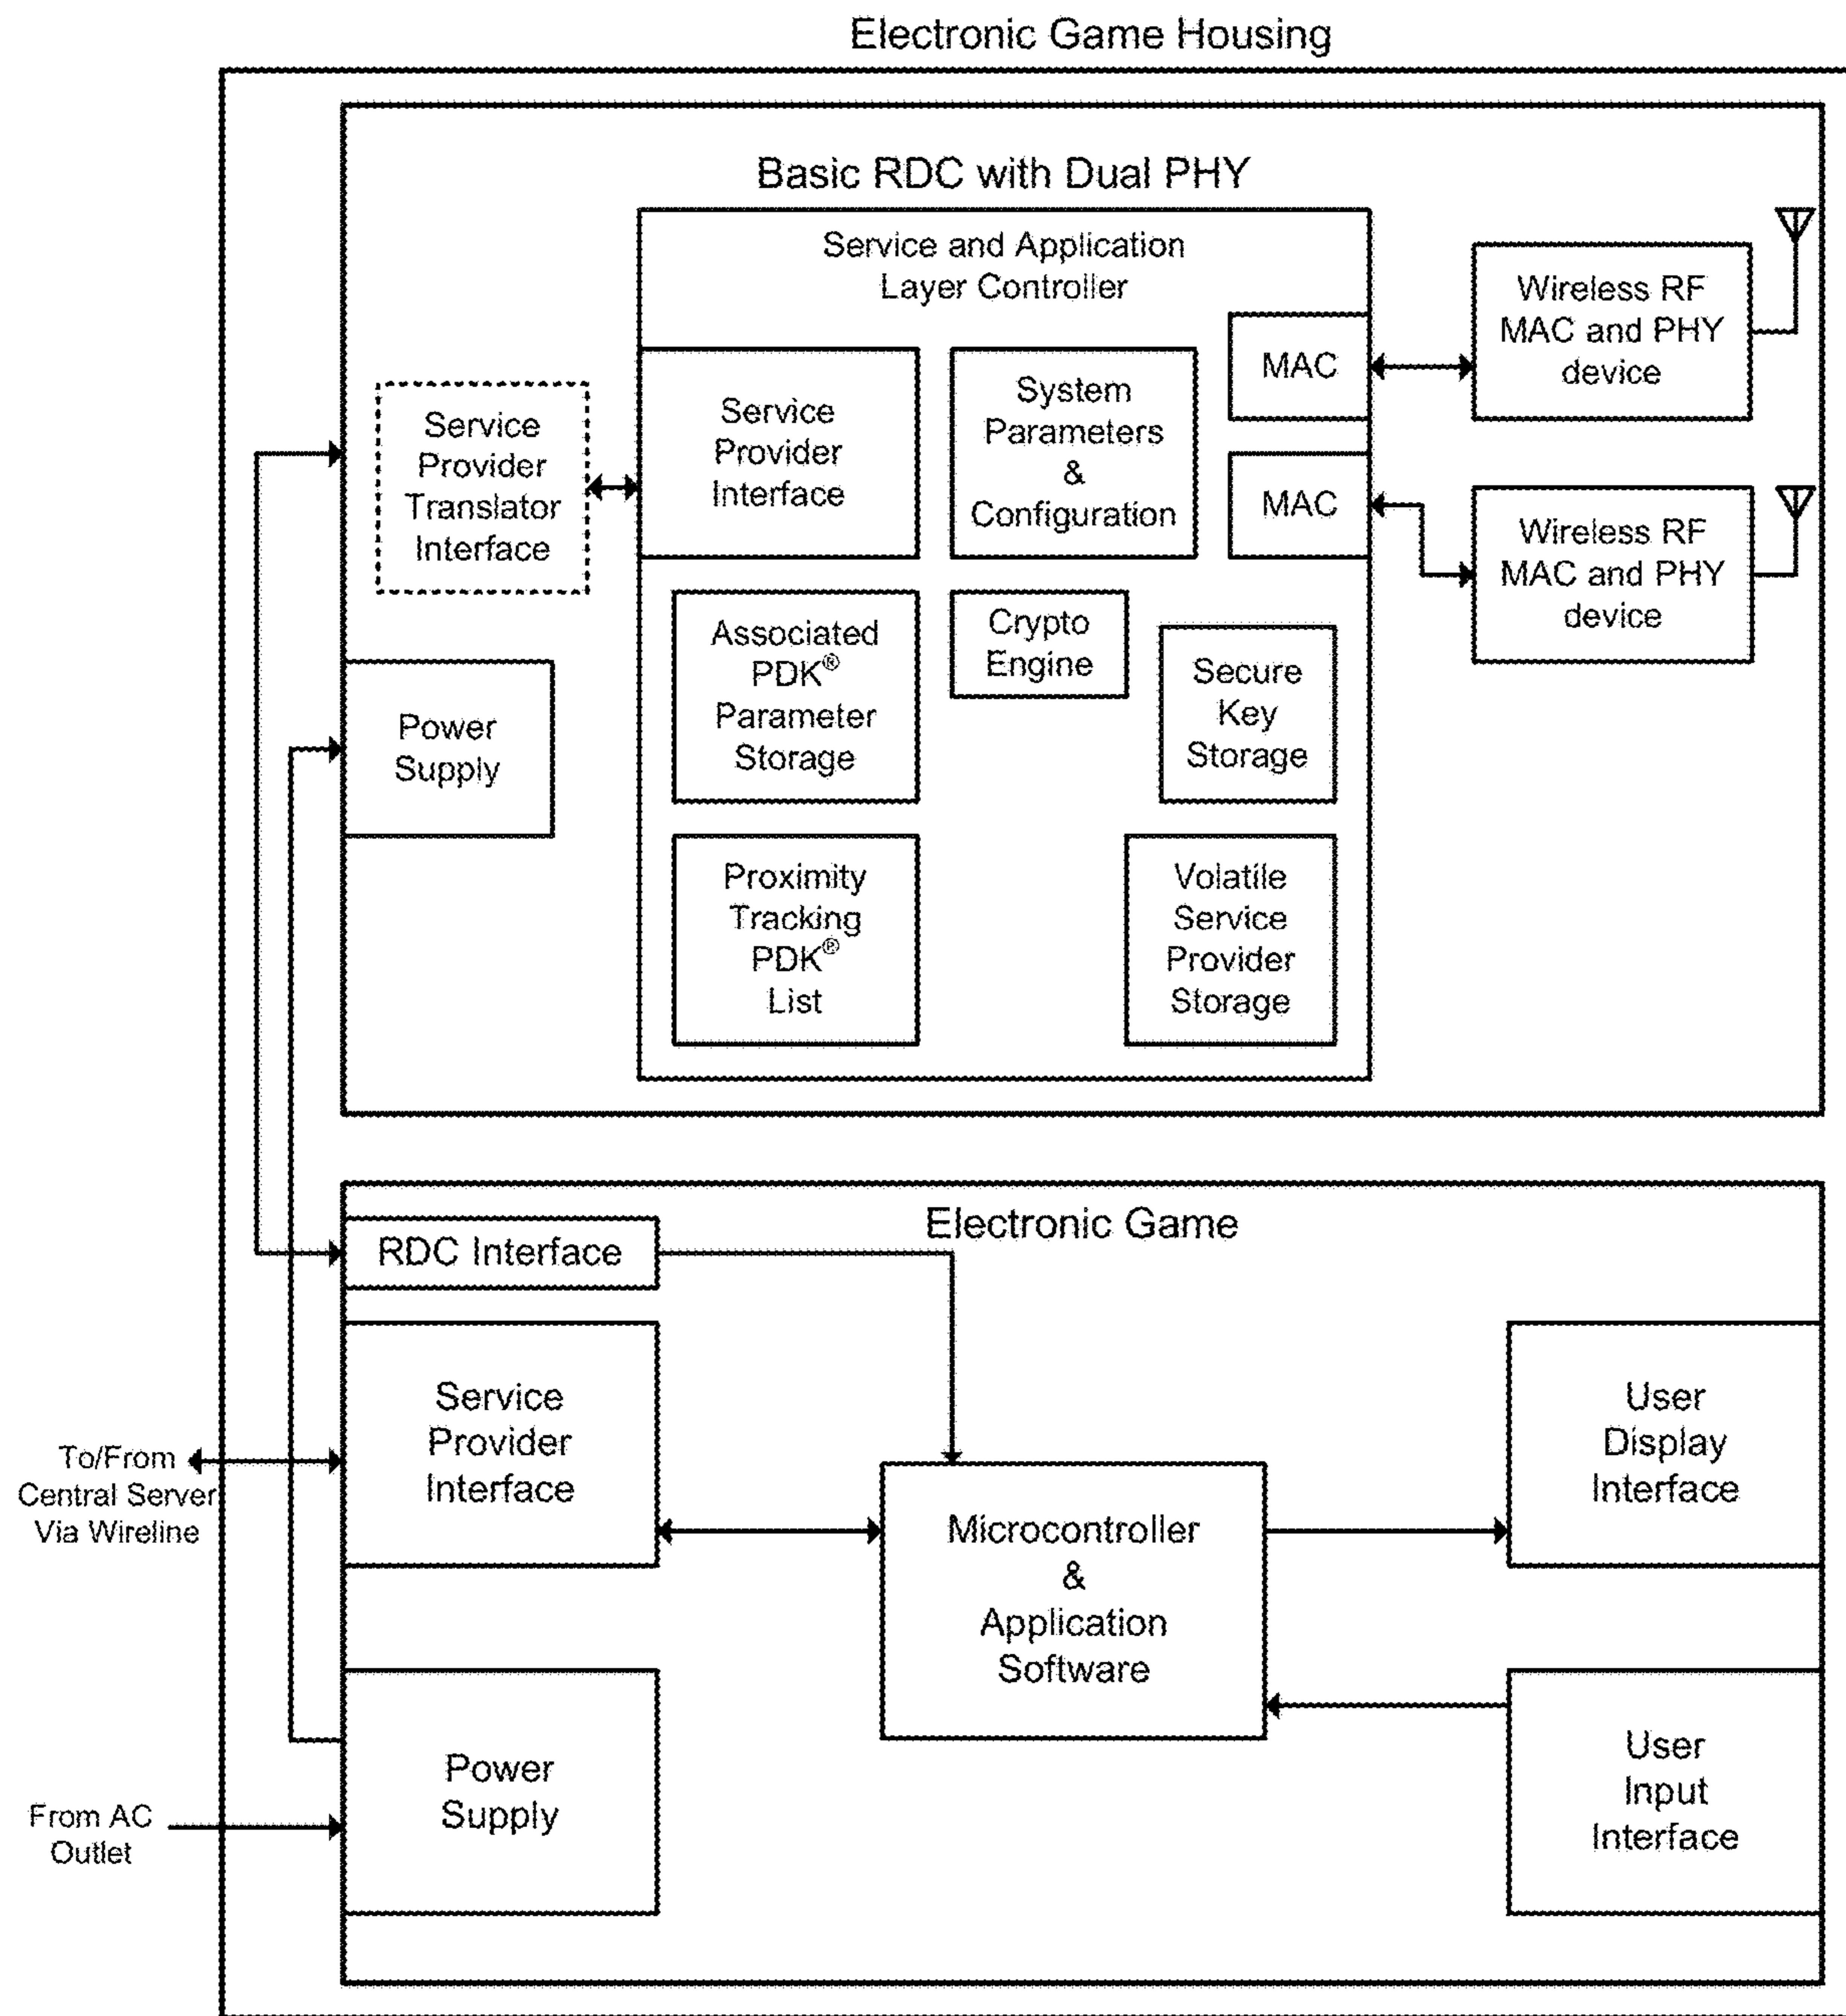 Electronic Game Housing
Basic RDC with Dual PHY
Service and Application
Layer Controller
Wireless RF
MAC and PHY
device
MAC
System
Parameters
&
Configuration
Service
Provider
Interface
Service
Provider
Translator
Interface
MAC
Wireless RF
MAC and PHY
device
Associated
PDK®
Parameter
Storage
Crypto
Engine
Secure
Key
Storage
Power
Supply
Proximity
Tracking
PDK®
List
Volatile
Service
Provider
Storage
Electronic Game
RDC Interface
Service
Provider
Interface
User
Display
Interface
To/From
Central Server
Via Wireline
Microcontroller
&
Application
Software
Power
Supply
User
Input
Interface
From AC
Outlet